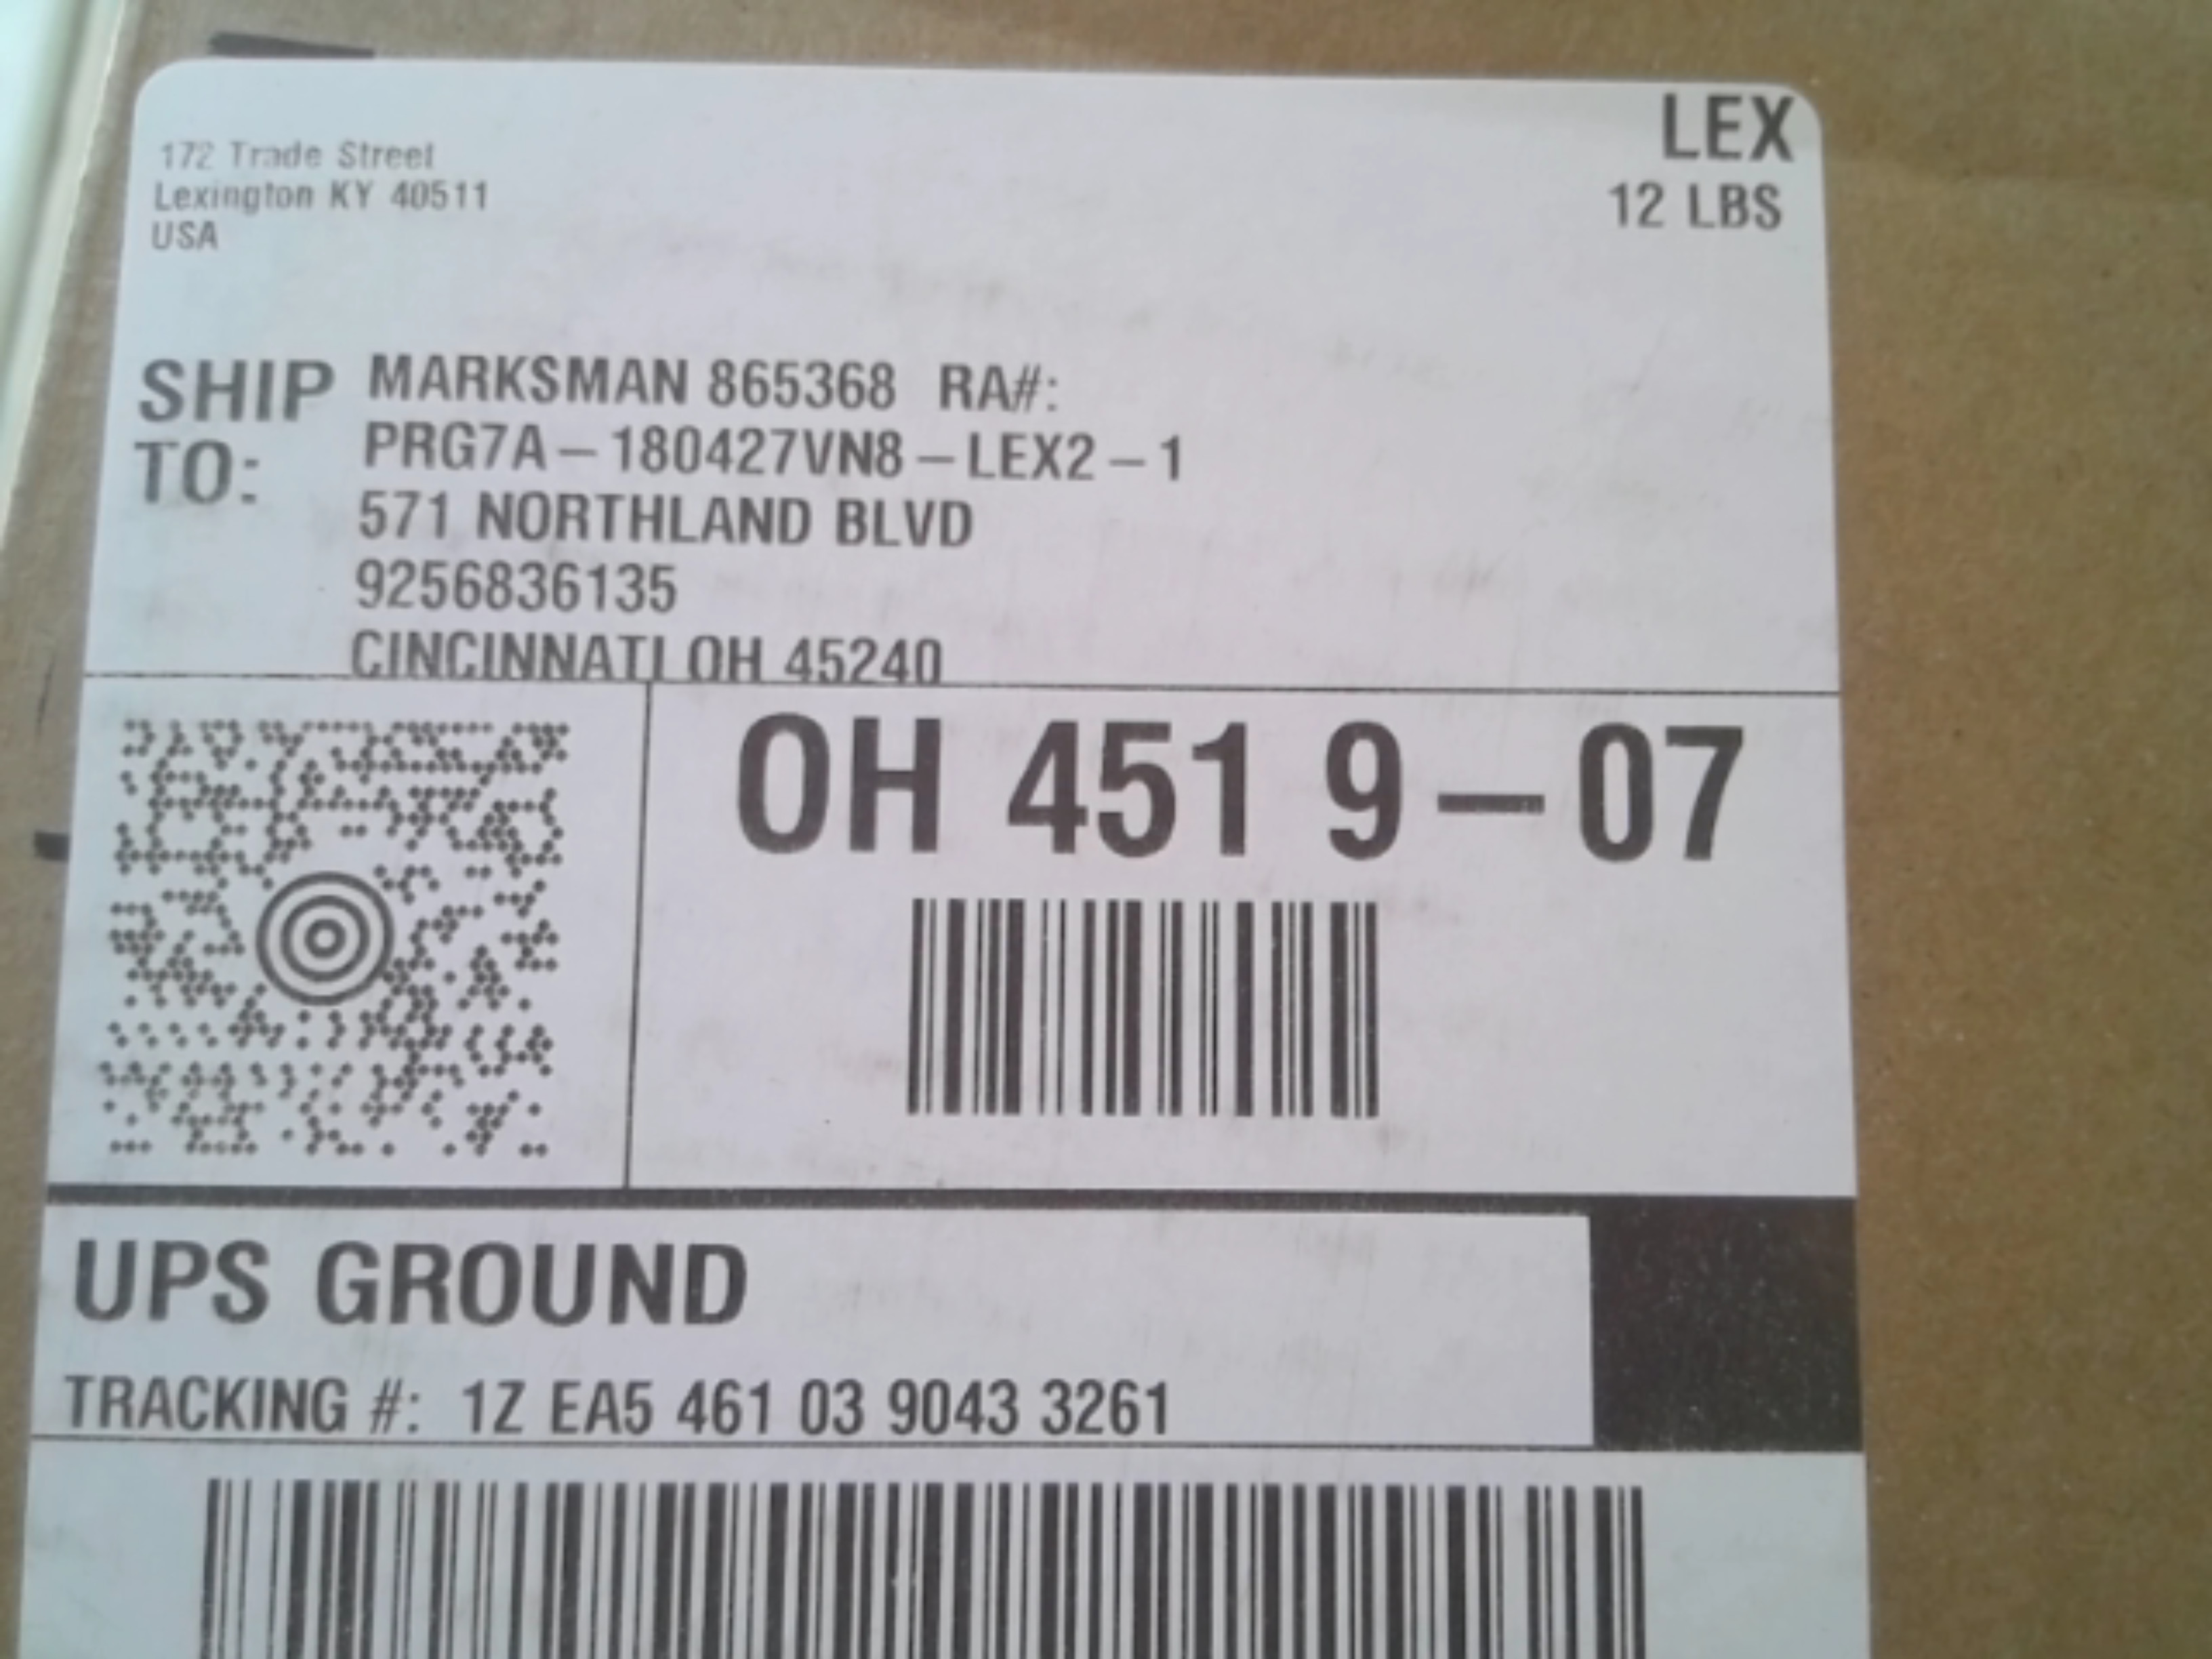 172 Trade Street
Lexington KY 40511
USA
LEX
12 LBS
SHIP TO:
MARKSMAN 865368 RA#:
PRG7A-180427VN8-LEX2-1
571 NORTHLAND BLVD
9256836135
CINCINNATI OH 45240
OH 451 9-07
UPS GROUND
TRACKING #: 1Z EA5 461 03 9043 3261